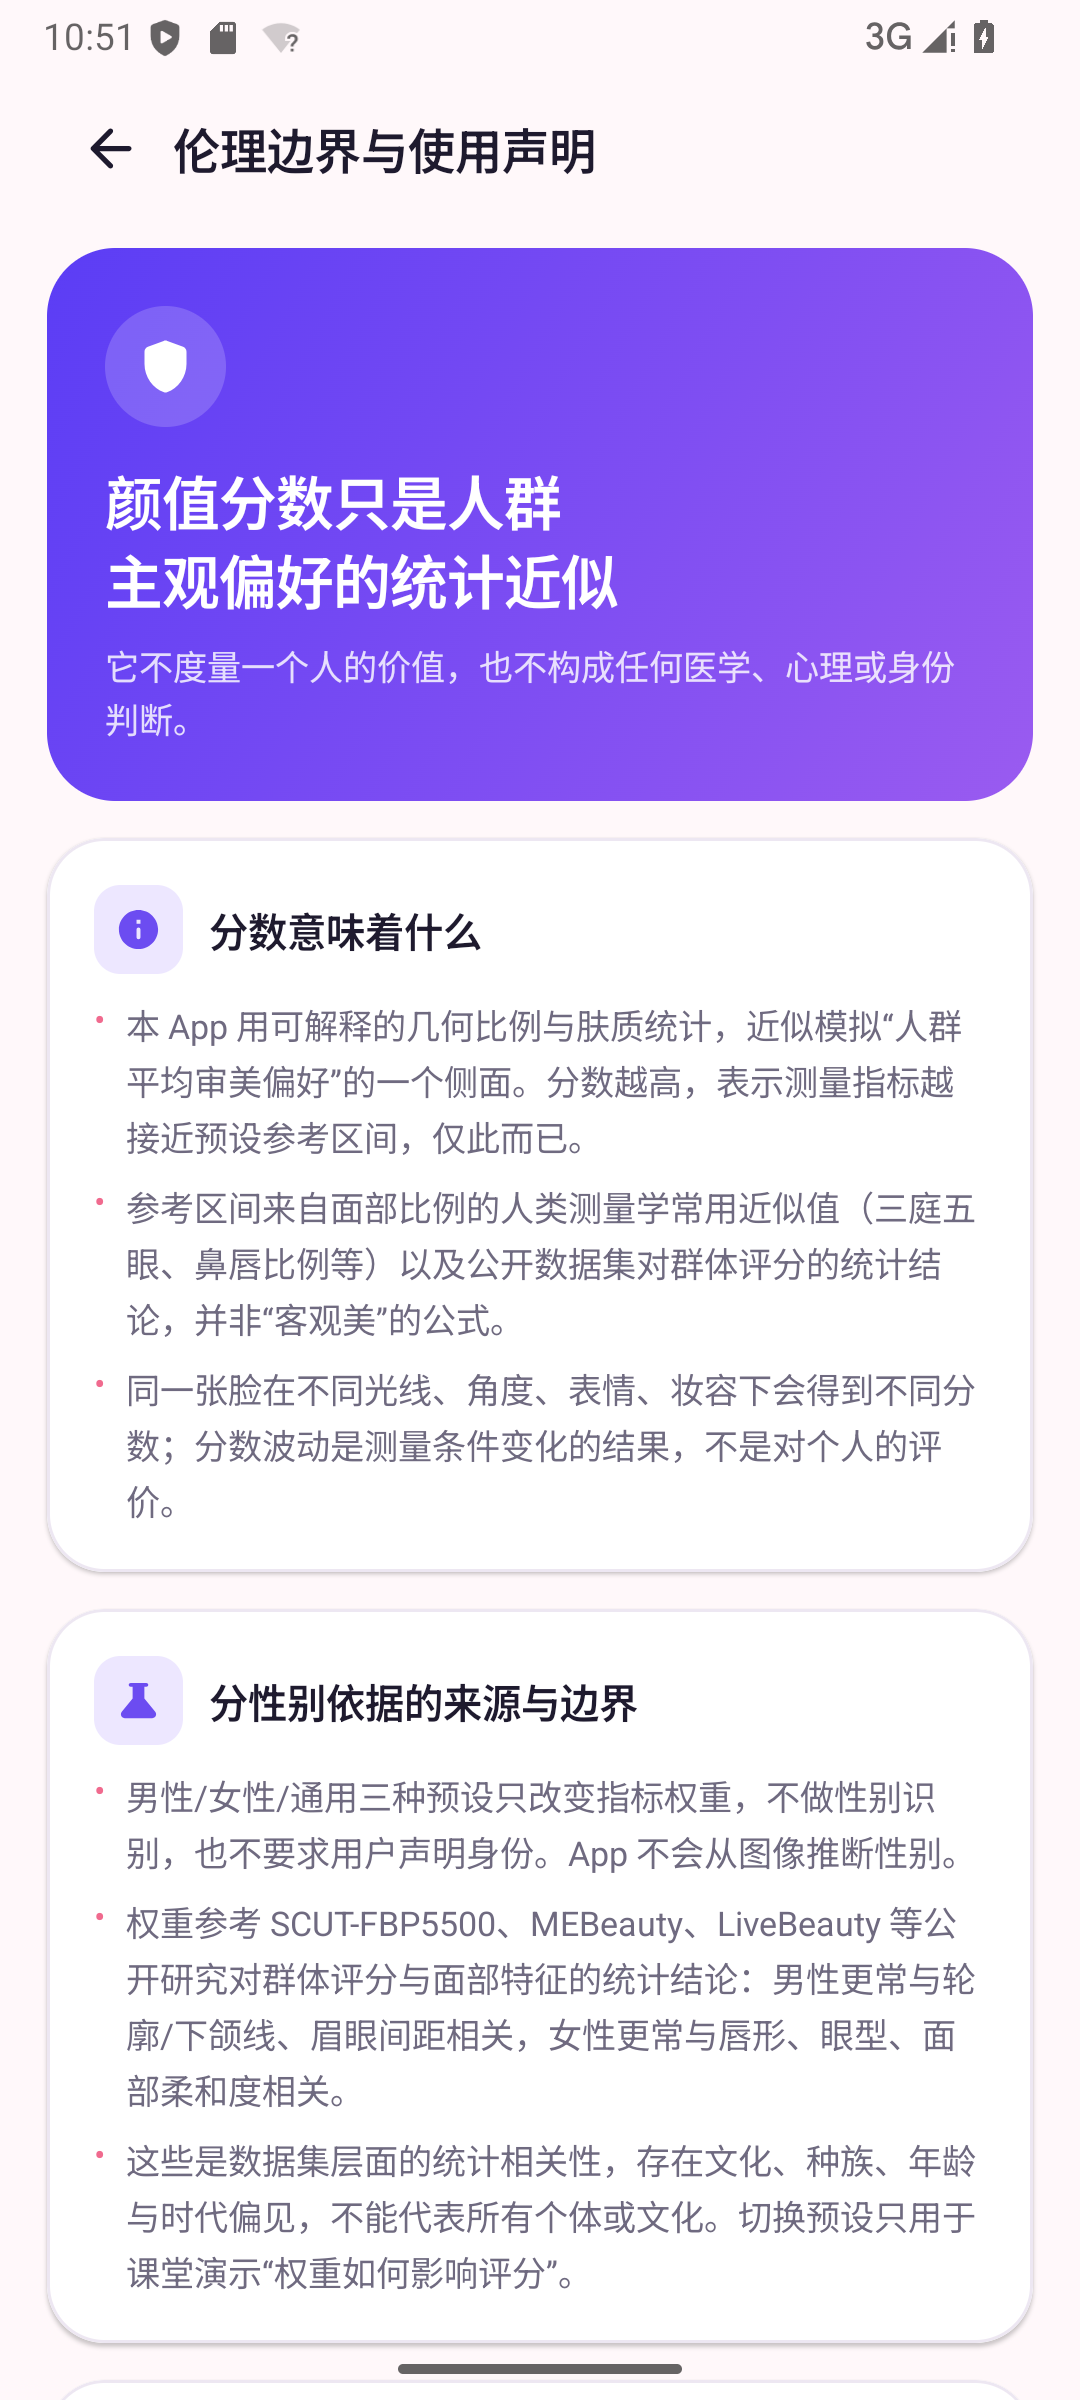 10:51
3G
伦理边界与使用声明
颜值分数只是人群
主观偏好的统计近似
它不度量一个人的价值，也不构成任何医学、心理或身份
判断。
分数意味着什么
本 App 用可解释的几何比例与肤质统计，近似模拟“人群
平均审美偏好”的一个侧面。分数越高，表示测量指标越
接近预设参考区间，仅此而已。
参考区间来自面部比例的人类测量学常用近似值（三庭五
眼、鼻唇比例等）以及公开数据集对群体评分的统计结
论，并非“客观美”的公式。
同一张脸在不同光线、角度、表情、妆容下会得到不同分
数；分数波动是测量条件变化的结果，不是对个人的评
价。
分性别依据的来源与边界
男性/女性/通用三种预设只改变指标权重，不做性别识
别，也不要求用户声明身份。App 不会从图像推断性别。
权重参考 SCUT-FBP5500、MEBeauty、LiveBeauty 等公
开研究对群体评分与面部特征的统计结论：男性更常与轮
廓/下颌线、眉眼间距相关，女性更常与唇形、眼型、面
部柔和度相关。
这些是数据集层面的统计相关性，存在文化、种族、年龄
与时代偏见，不能代表所有个体或文化。切换预设只用于
课堂演示“权重如何影响评分”。